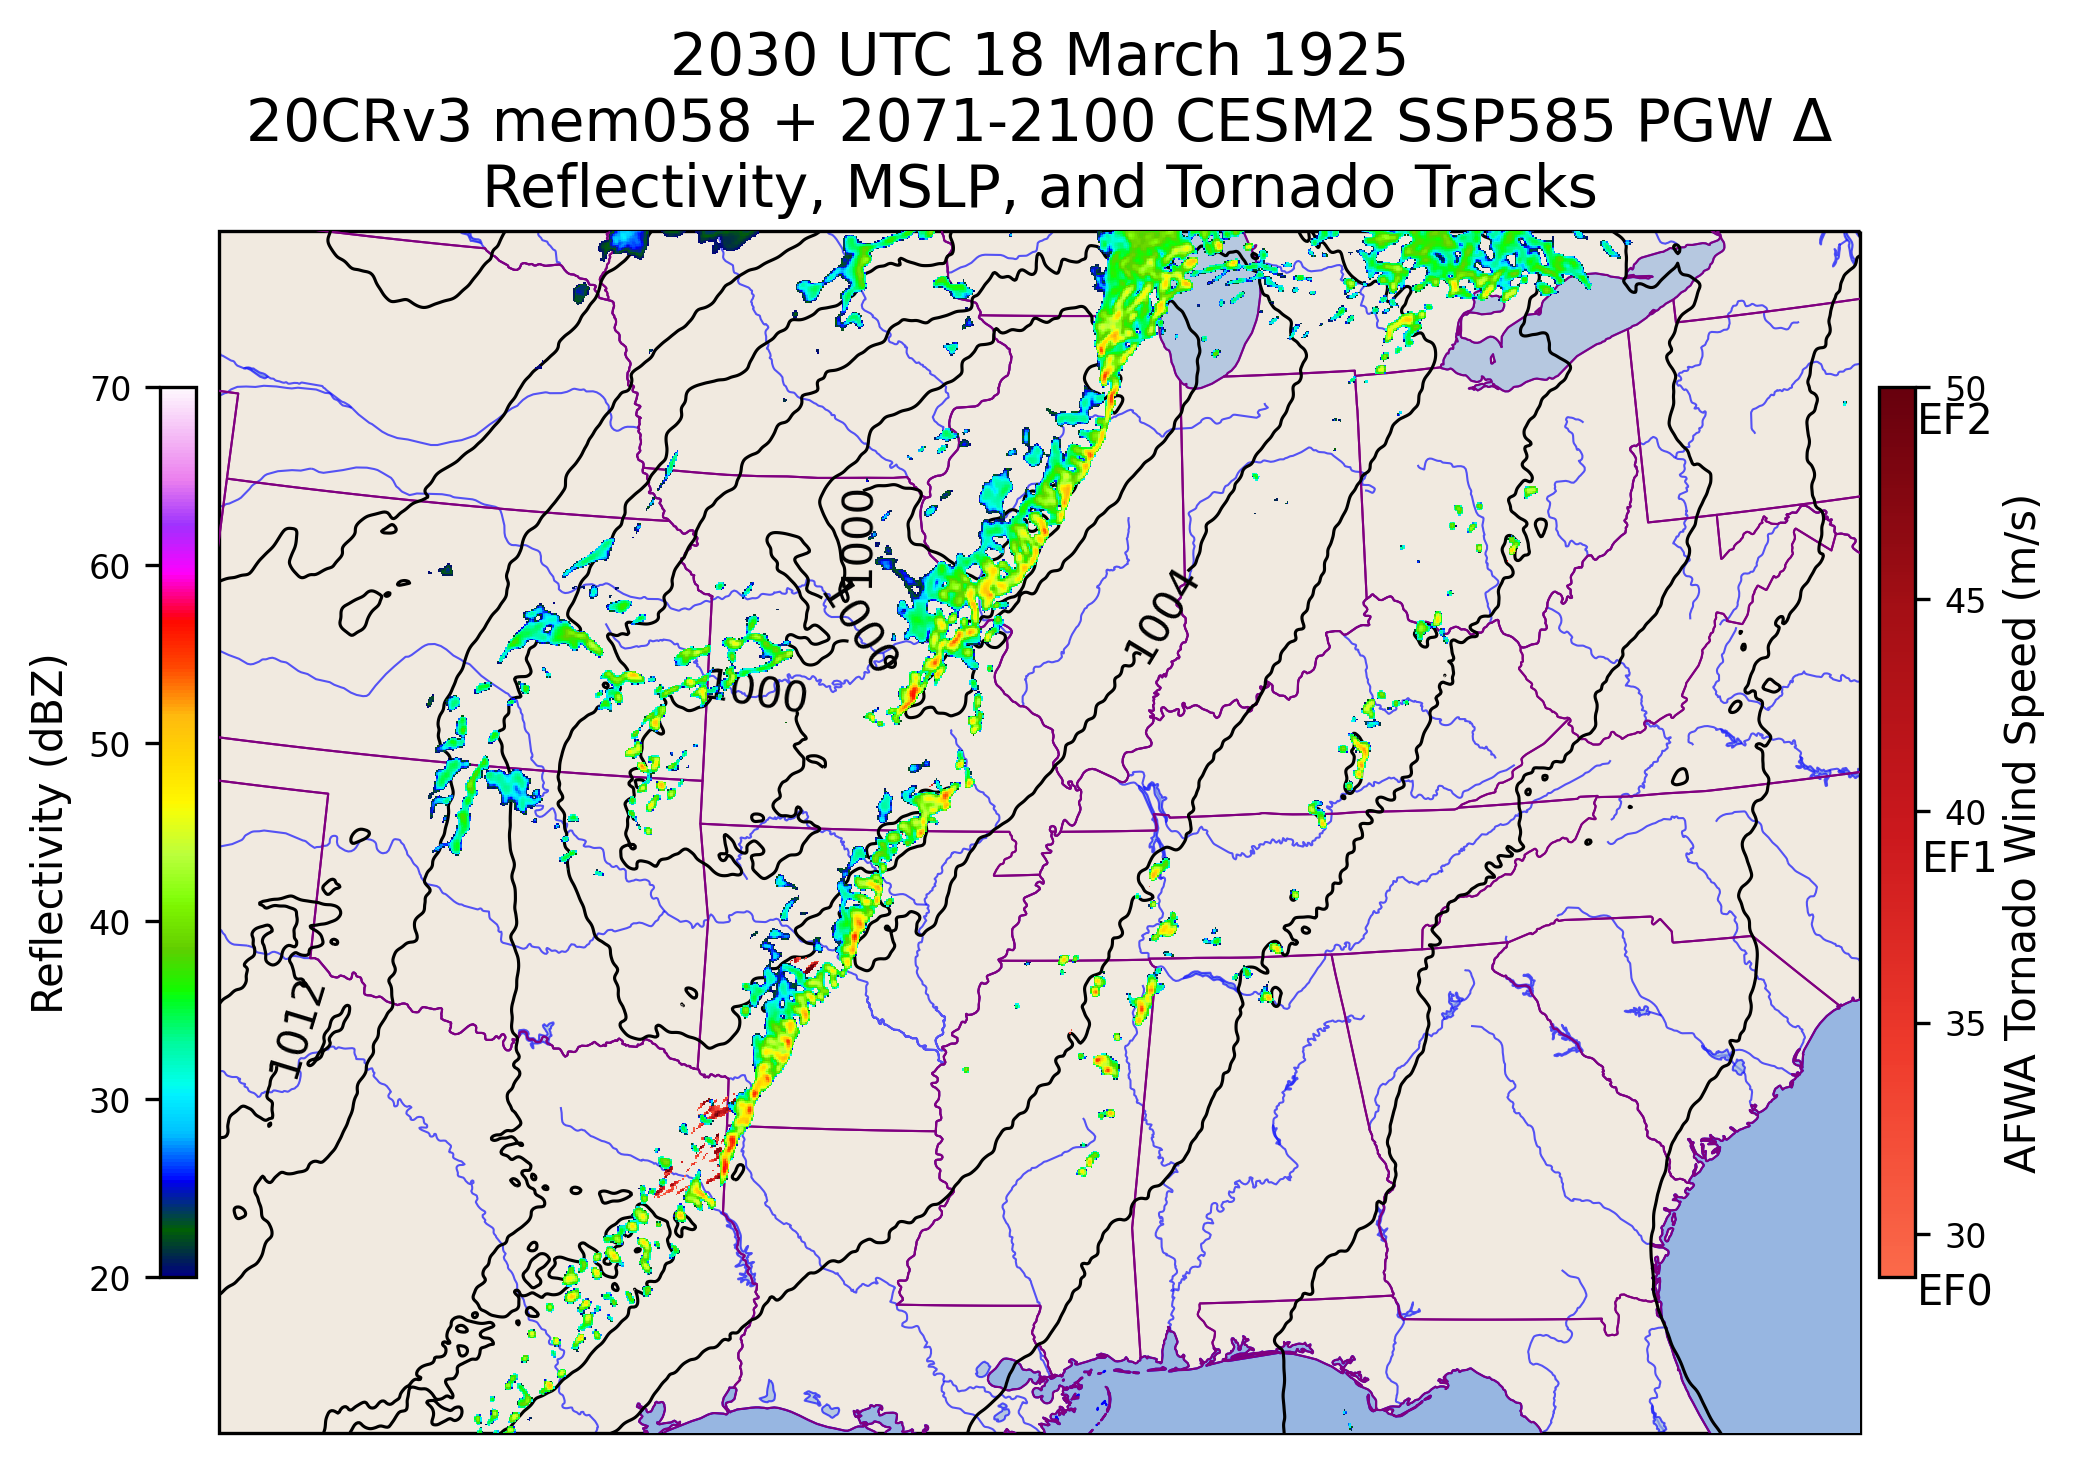 2030 UTC 18 March 1925
20CRv3 mem058 + 2071-2100 CESM2 SSP585 PGW Δ
Reflectivity, MSLP, and Tornado Tracks
70
60
50
40
30
20
Reflectivity (dBZ)
1000
1000
1000
1004
1012
50
EF2
45
40
EF1
35
30
EF0
AFWA Tornado Wind Speed (m/s)